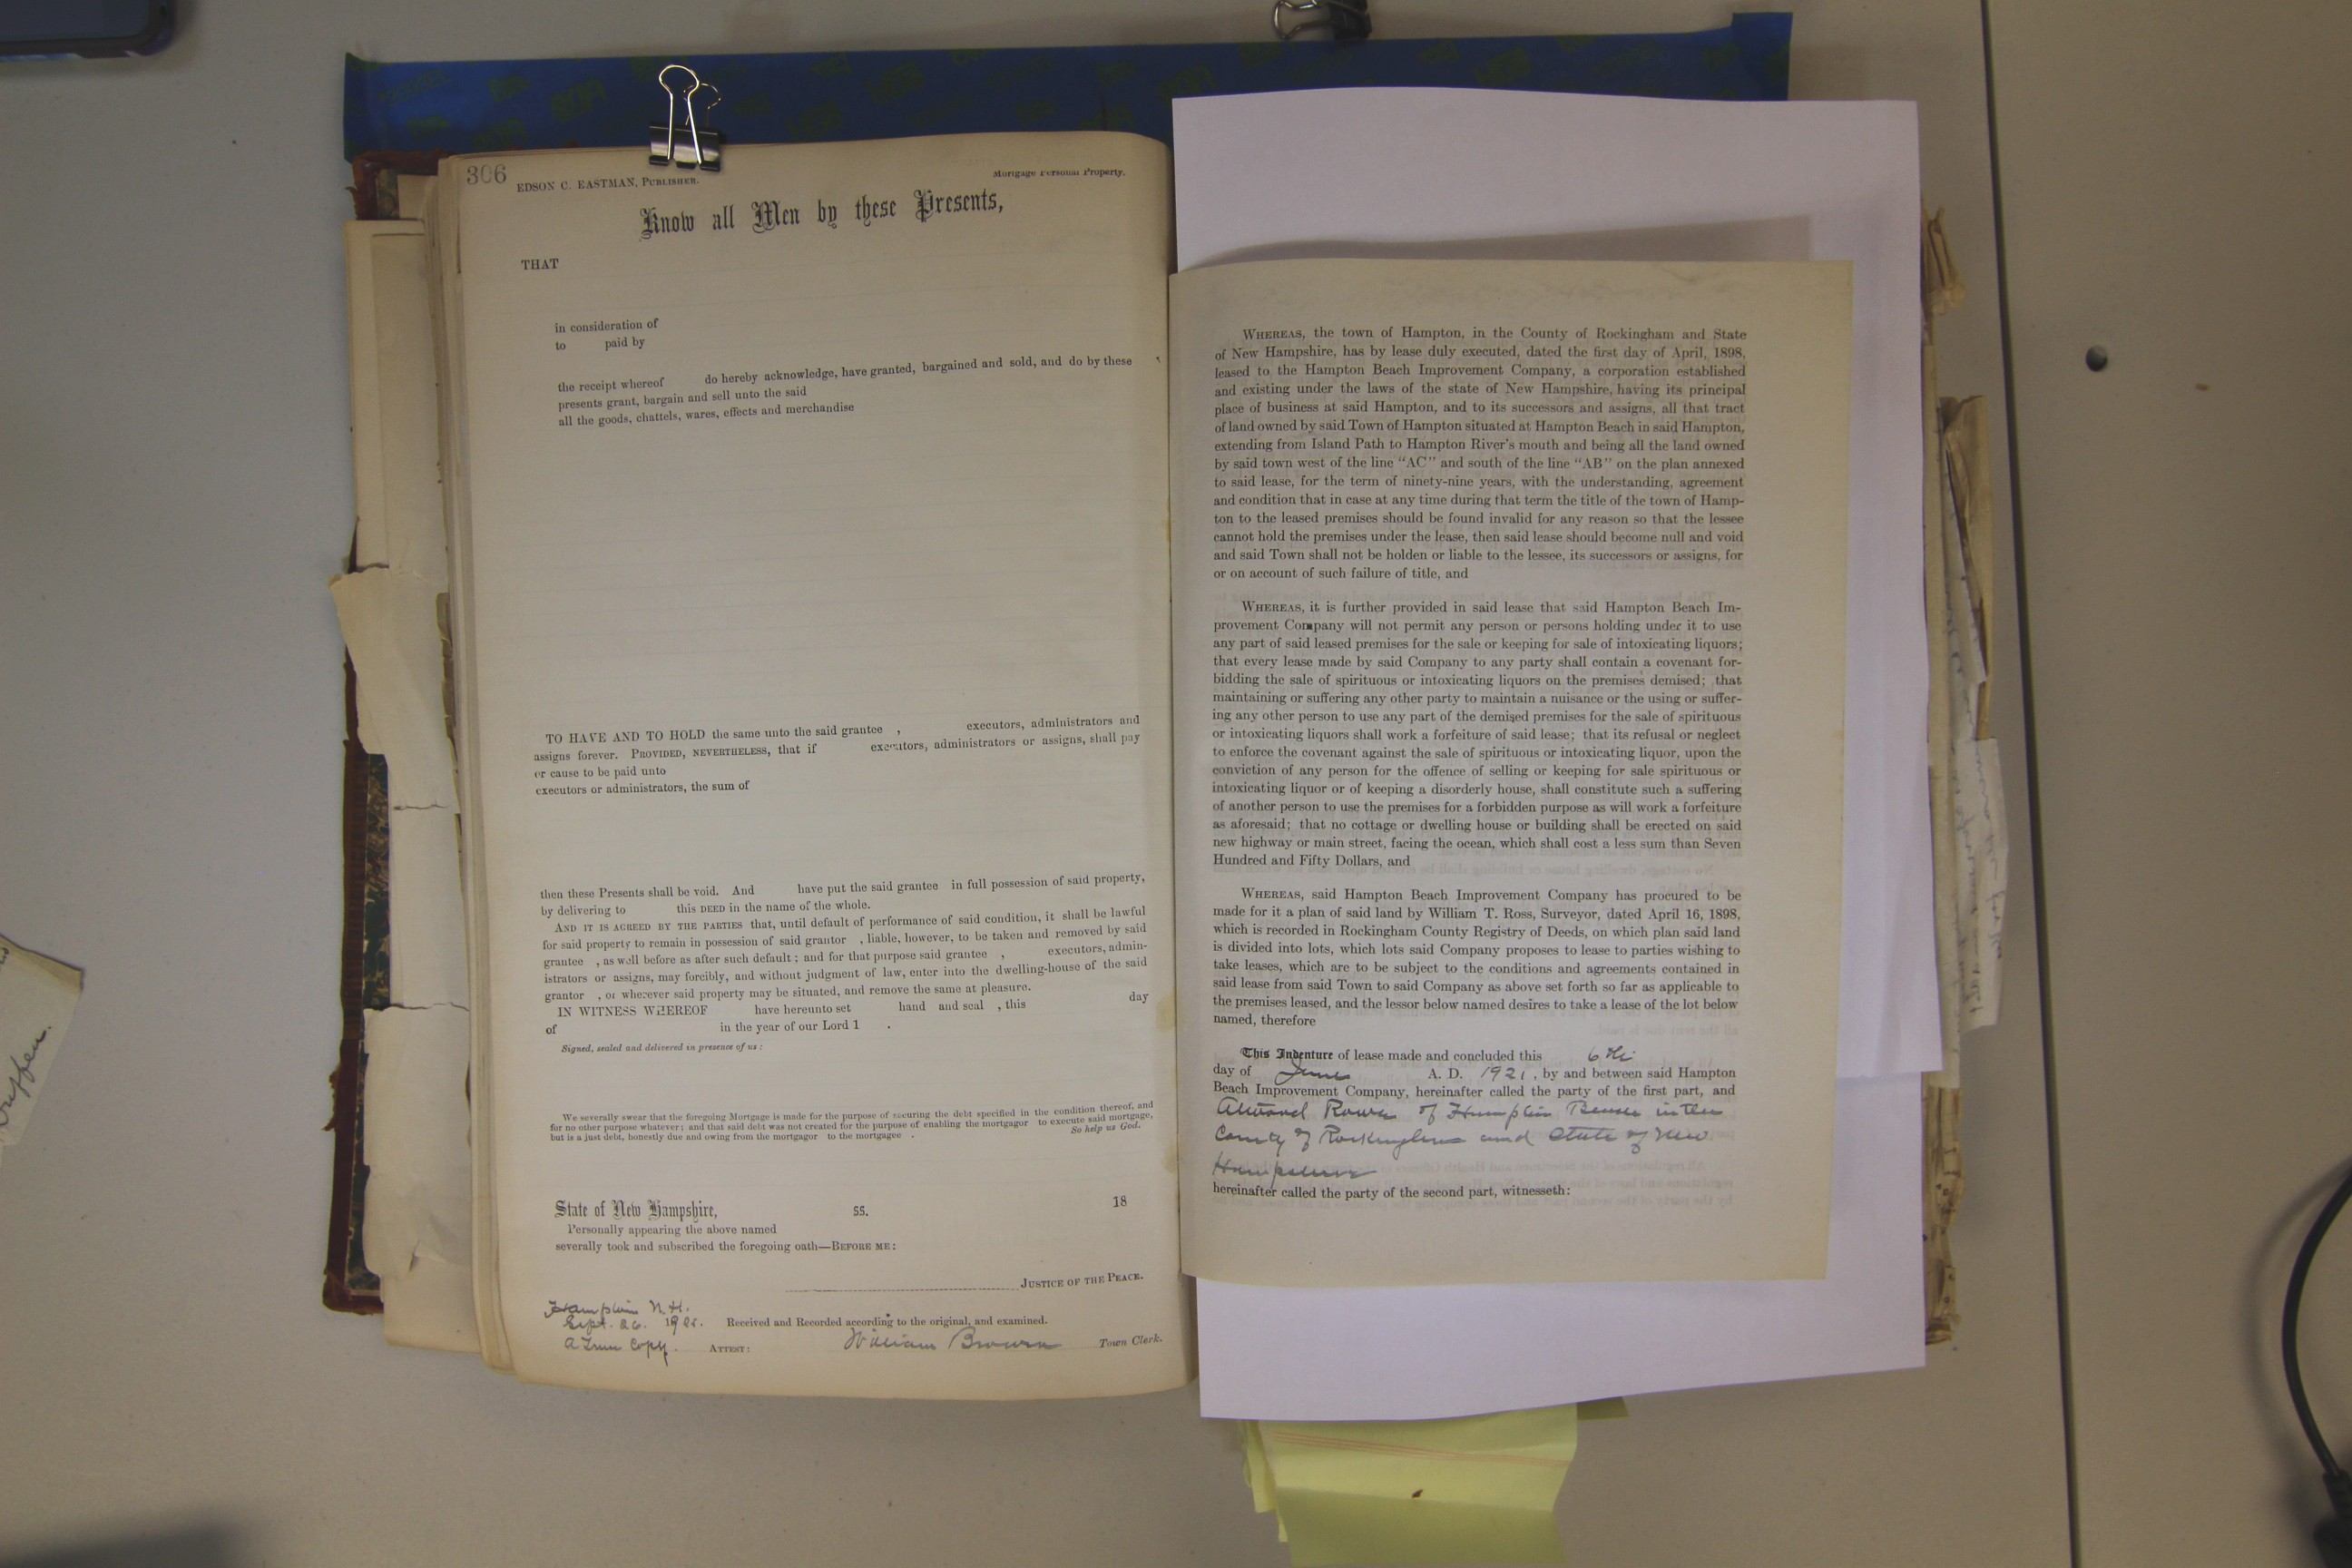 306
EDSON C. EASTMAN, PUBLISHER.
Mortgage Personal Property.
Know all Men by these Presents,
THAT
in consideration of
to paid by
the receipt whereof do hereby acknowledge, have granted, bargained and sold, and do by these
presents grant, bargain and sell unto the said
all the goods, chattels, wares, effects and merchandise
TO HAVE AND TO HOLD the same unto the said grantee , executors, administrators and
assigns forever. PROVIDED, NEVERTHELESS, that if executors, administrators or assigns, shall pay
or cause to be paid unto
executors or administrators, the sum of
then these Presents shall be void. And have put the said grantee in full possession of said property,
by delivering to this DEED in the name of the whole.
AND IT IS AGREED BY THE PARTIES that, until default of performance of said condition, it shall be lawful
for said property to remain in possession of said grantor , liable, however, to be taken and removed by said
grantee , as well before as after such default ; and for that purpose said grantee , executors, admin-
istrators or assigns, may forcibly, and without judgment of law, enter into the dwelling-house of the said
grantor , or wherever said property may be situated, and remove the same at pleasure.
IN WITNESS WHEREOF have hereunto set hand and seal , this day
of in the year of our Lord 1 .
Signed, sealed and delivered in presence of us :
We severally swear that the foregoing Mortgage is made for the purpose of securing the debt specified in the condition thereof, and
for no other purpose whatever ; and that said debt was not created for the purpose of enabling the mortgagor to execute said mortgage,
but is a just debt, honestly due and owing from the mortgagor to the mortgagee . So help us God.
State of New Hampshire, ss. 18
Personally appearing the above named
severally took and subscribed the foregoing oath—BEFORE ME :
JUSTICE OF THE PEACE.
Hampton N.H.
Sept. 26. Received and Recorded according to the original, and examined.
A True Copy. ATTEST : William Brown Town Clerk.
WHEREAS, the town of Hampton, in the County of Rockingham and State
of New Hampshire, has by lease duly executed, dated the first day of April, 1898,
leased to the Hampton Beach Improvement Company, a corporation established
and existing under the laws of the state of New Hampshire, having its principal
place of business at said Hampton, and to its successors and assigns, all that tract
of land owned by said Town of Hampton situated at Hampton Beach in said Hampton,
extending from Island Path to Hampton River's mouth and being all the land owned
by said town west of the line "AC" and south of the line "AB" on the plan annexed
to said lease, for the term of ninety-nine years, with the understanding, agreement
and condition that in case at any time during that term the title of the town of Hamp-
ton to the leased premises should be found invalid for any reason so that the lessee
cannot hold the premises under the lease, then said lease should become null and void
and said Town shall not be holden or liable to the lessee, its successors or assigns, for
or on account of such failure of title, and
WHEREAS, it is further provided in said lease that said Hampton Beach Im-
provement Company will not permit any person or persons holding under it to use
any part of said leased premises for the sale or keeping for sale of intoxicating liquors;
that every lease made by said Company to any party shall contain a covenant for-
bidding the sale of spirituous or intoxicating liquors on the premises demised; that
maintaining or suffering any other party to maintain a nuisance or the using or suffer-
ing any other person to use any part of the demised premises for the sale of spirituous
or intoxicating liquors shall work a forfeiture of said lease; that its refusal or neglect
to enforce the covenant against the sale of spirituous or intoxicating liquor, upon the
conviction of any person for the offence of selling or keeping for sale spirituous or
intoxicating liquor or of keeping a disorderly house, shall constitute such a suffering
of another person to use the premises for a forbidden purpose as will work a forfeiture
as aforesaid; that no cottage or dwelling house or building shall be erected on said
new highway or main street, facing the ocean, which shall cost a less sum than Seven
Hundred and Fifty Dollars, and
WHEREAS, said Hampton Beach Improvement Company has procured to be
made for it a plan of said land by William T. Ross, Surveyor, dated April 16, 1898,
which is recorded in Rockingham County Registry of Deeds, on which plan said land
is divided into lots, which lots said Company proposes to lease to parties wishing to
take leases, which are to be subject to the conditions and agreements contained in
said lease from said Town to said Company as above set forth so far as applicable to
the premises leased, and the lessor below named desires to take a lease of the lot below
named, therefore
This Indenture of lease made and concluded this 6th
day of June A. D. 1921, by and between said Hampton
Beach Improvement Company, hereinafter called the party of the first part, and
of Hampton Beach in the
County of Rockingham and State of New
Hampshire
hereinafter called the party of the second part, witnesseth: